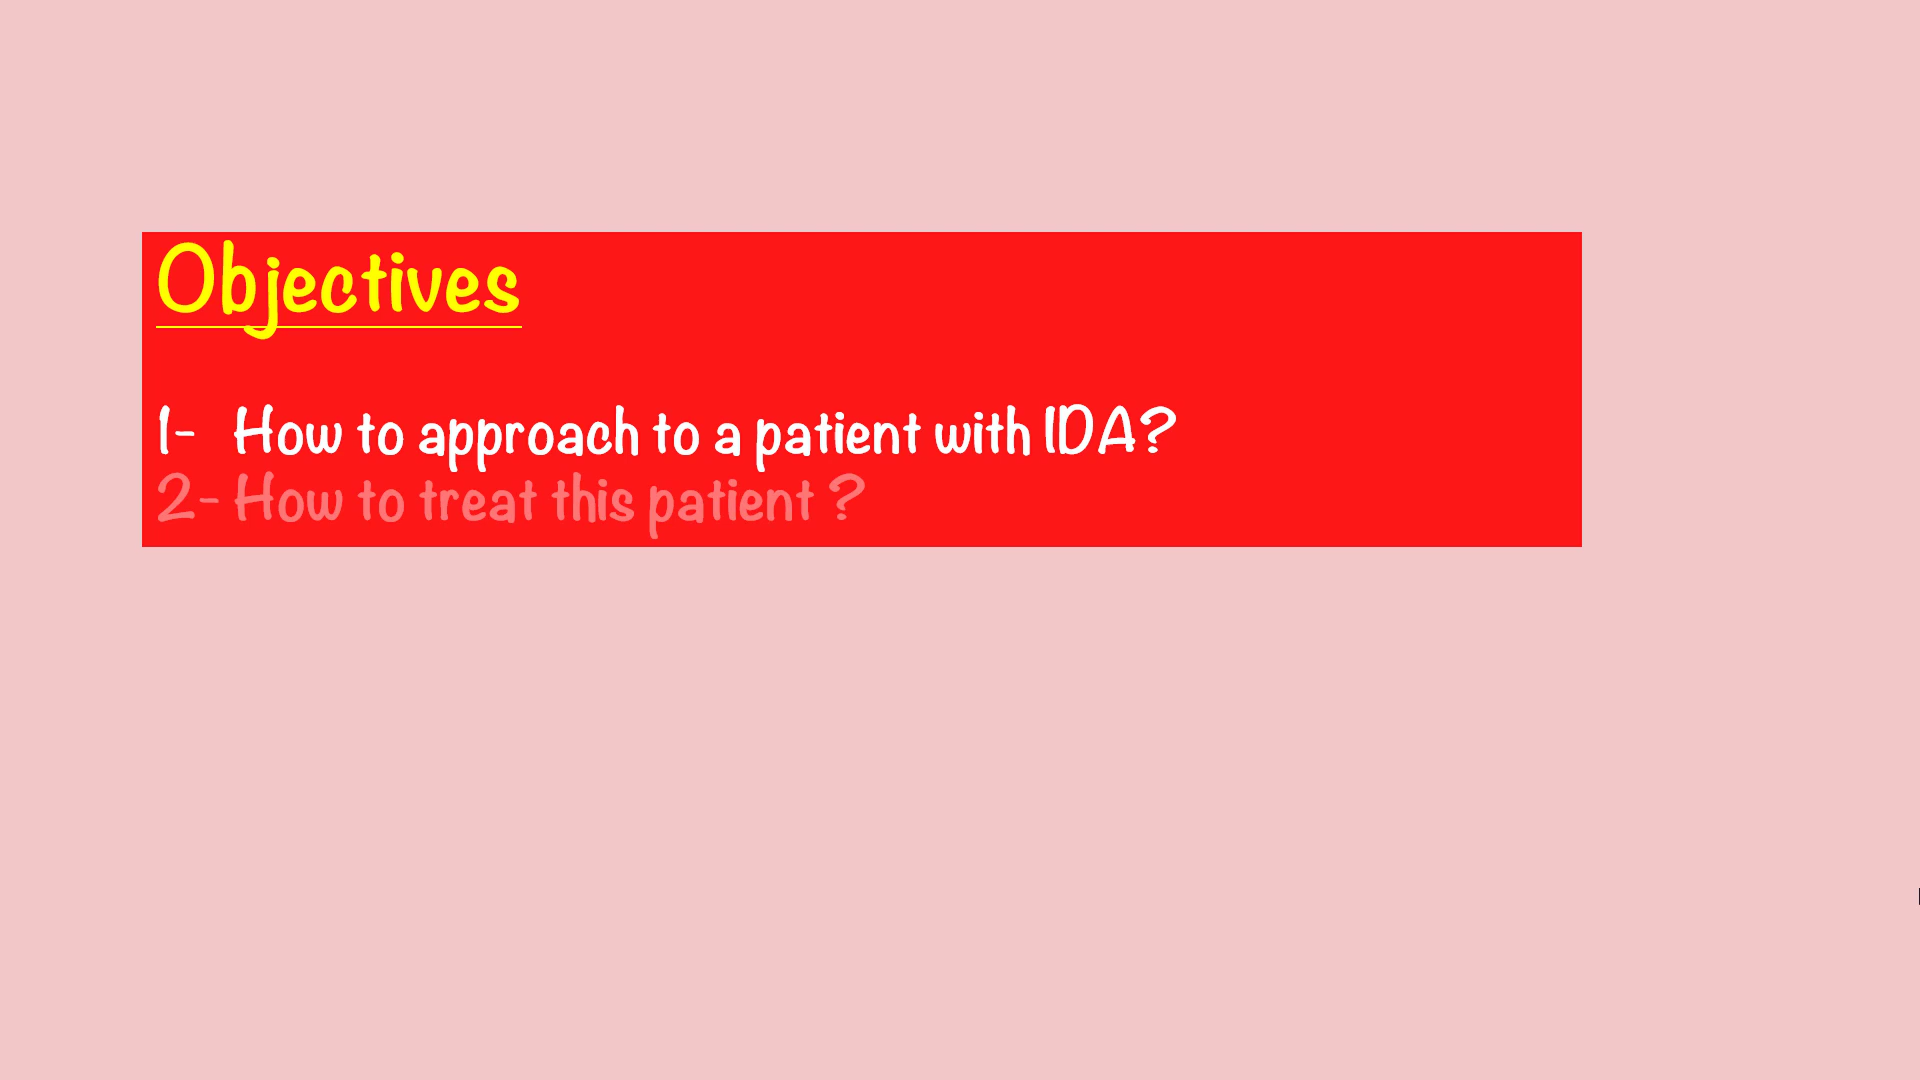 Objectives
1- How to approach to a patient with IDA?
2- How to treat this patient ?